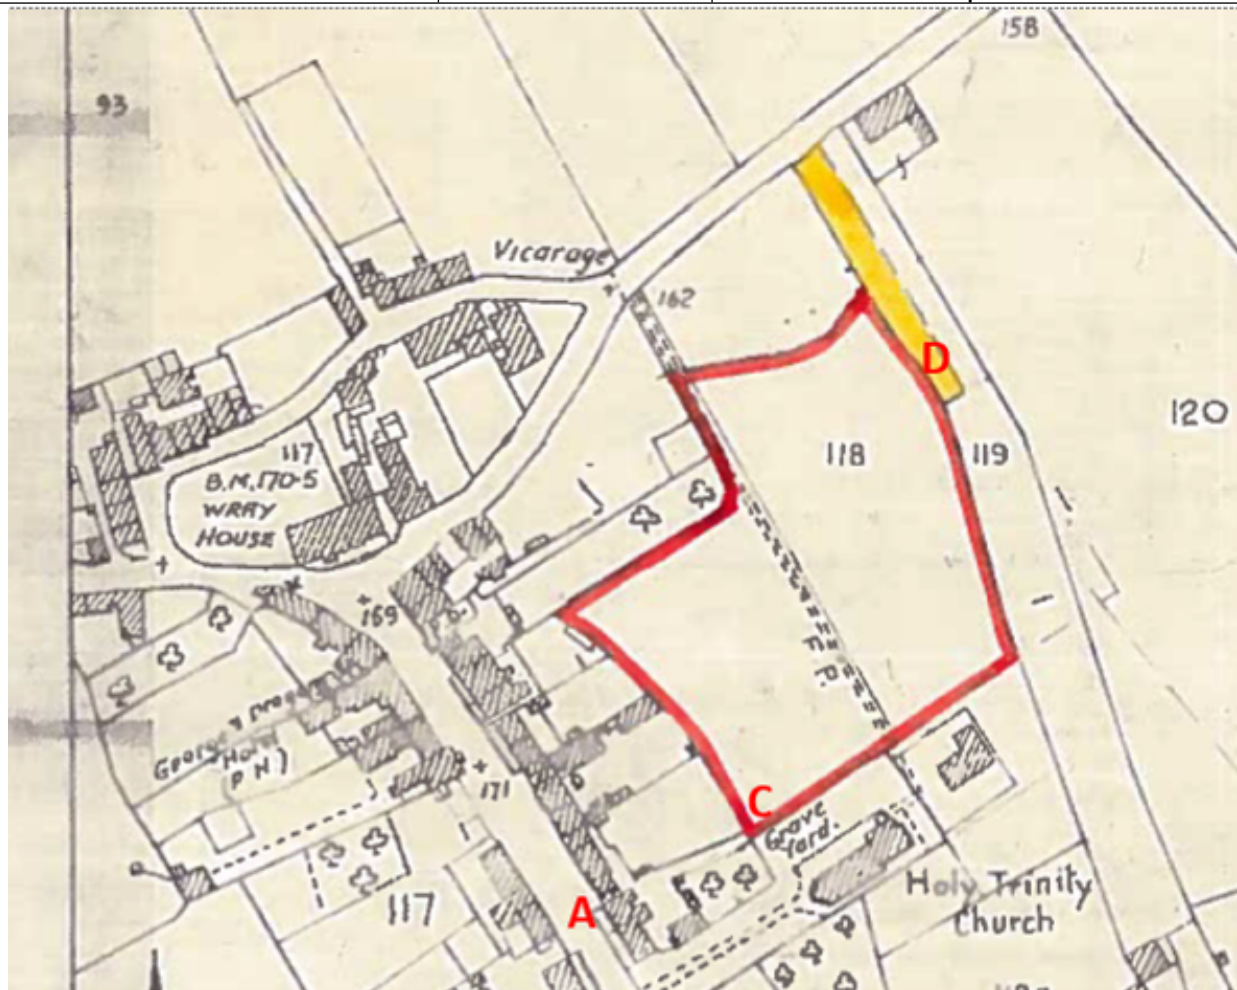 158
93
Vicarage
162
D
120
117
B.M.170·5
WRAY
HOUSE
118
119
169
F.P.
George &
(P.H.)
171
C
Grave
Yard.
Holy Trinity
Church
117
A